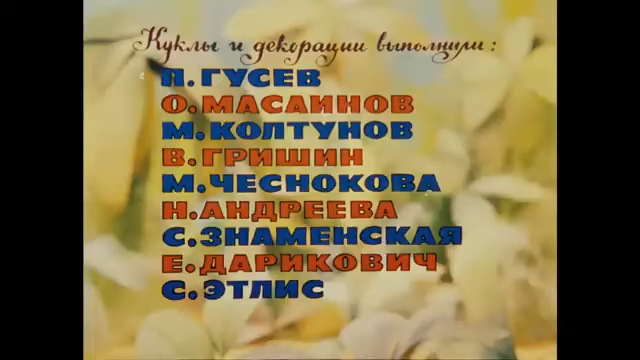 Куклы и декорации выполнили:
П.ГУСЕВ
О.МАСАИНОВ
М.КОЛТУНОВ
В.ГРИШИН
М.ЧЕСНОКОВА
Н.АНДРЕЕВА
С.ЗНАМЕНСКАЯ
Е.ДАРИКОВИЧ
С.ЭТЛИС